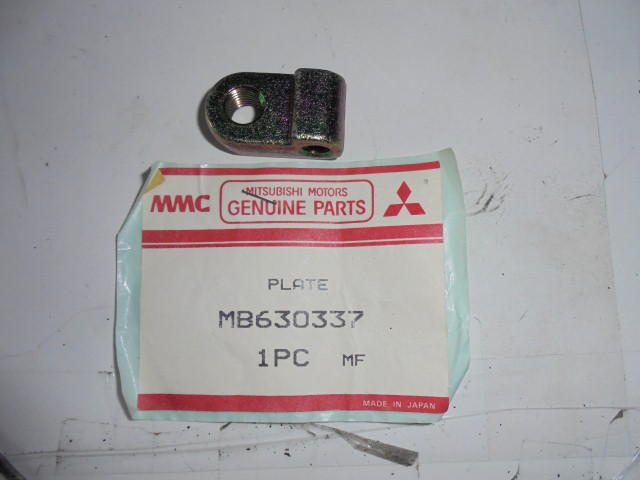 MMC
MITSUBISHI MOTORS
GENUINE PARTS
PLATE
MB630337
1PC MF
MADE IN JAPAN